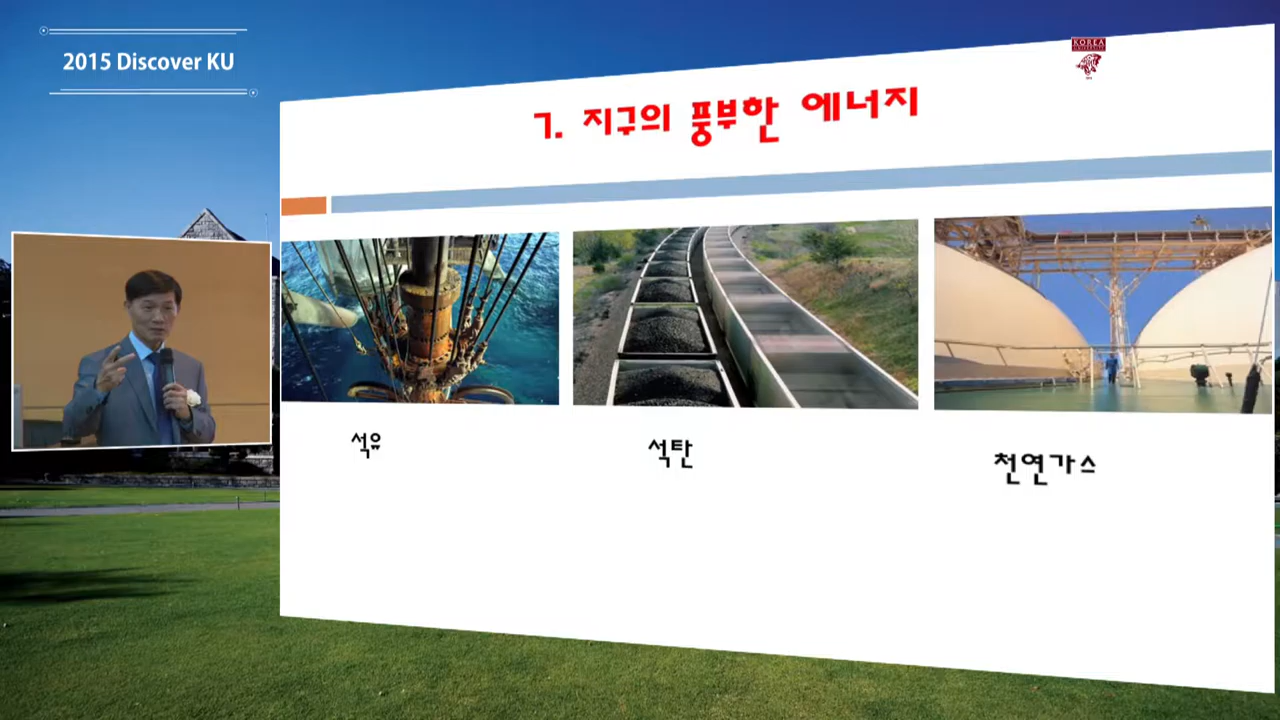 2015 Discover KU
KOREA
7. 지구의 풍부한 에너지
석유
석탄
천연가스